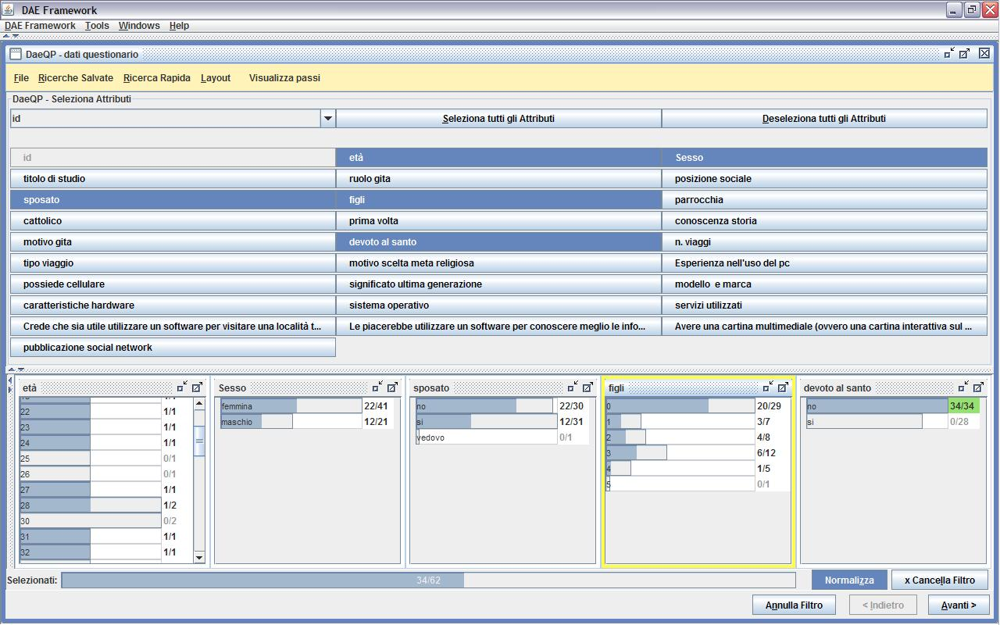 DAE Framework
DAE Framework Tools Windows Help
DaeQP - dati questionario
File Ricerche Salvate Ricerca Rapida Layout Visualizza passi
DaeQP - Seleziona Attributi
id Seleziona tutti gli Attributi Deseleziona tutti gli Attributi
id età Sesso
titolo di studio ruolo gita posizione sociale
sposato figli parrocchia
cattolico prima volta conoscenza storia
motivo gita devoto al santo n. viaggi
tipo viaggio motivo scelta meta religiosa Esperienza nell'uso del pc
possiede cellulare significato ultima generazione modello e marca
caratteristiche hardware sistema operativo servizi utilizzati
Crede che sia utile utilizzare un software per visitare una località t... Le piacerebbe utilizzare un software per conoscere meglio le info... Avere una cartina multimediale (ovvero una cartina interattiva sul ...
pubblicazione social network
età
22 1/1
23 1/1
24 1/1
25 0/1
26 0/1
27 1/1
28 1/2
30 0/2
31 1/1
32 1/1
Sesso
femmina 22/41
maschio 12/21
sposato
no 22/30
si 12/31
vedovo 0/1
figli
0 20/29
1 3/7
2 4/8
3 6/12
4 1/5
5 0/1
devoto al santo
no 34/34
si 0/28
Selezionati: 34/62 Normalizza x Cancella Filtro
Annulla Filtro < Indietro Avanti >